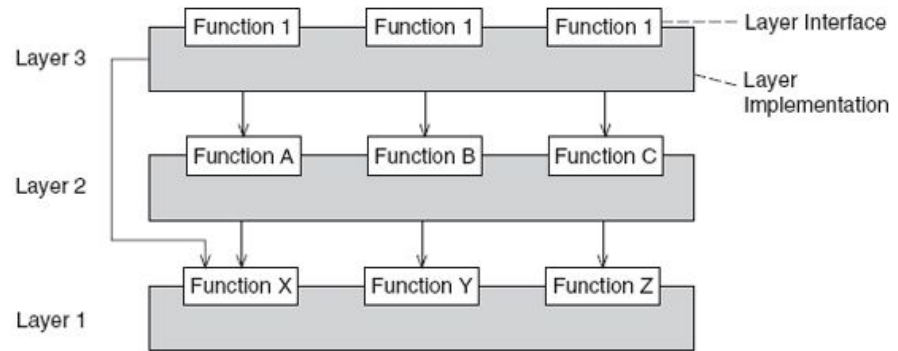 Function 1 Function 1 Function 1 Layer Interface
Layer 3
Layer
Implementation
Function A Function B Function C
Layer 2
Function X Function Y Function Z
Layer 1